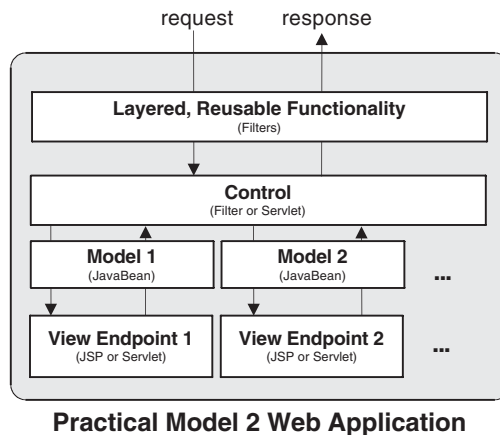 request response
Layered, Reusable Functionality
(Filters)
Control
(Filter or Servlet)
Model 1 Model 2
(JavaBean) (JavaBean) ...
View Endpoint 1 View Endpoint 2
(JSP or Servlet) (JSP or Servlet) ...
Practical Model 2 Web Application